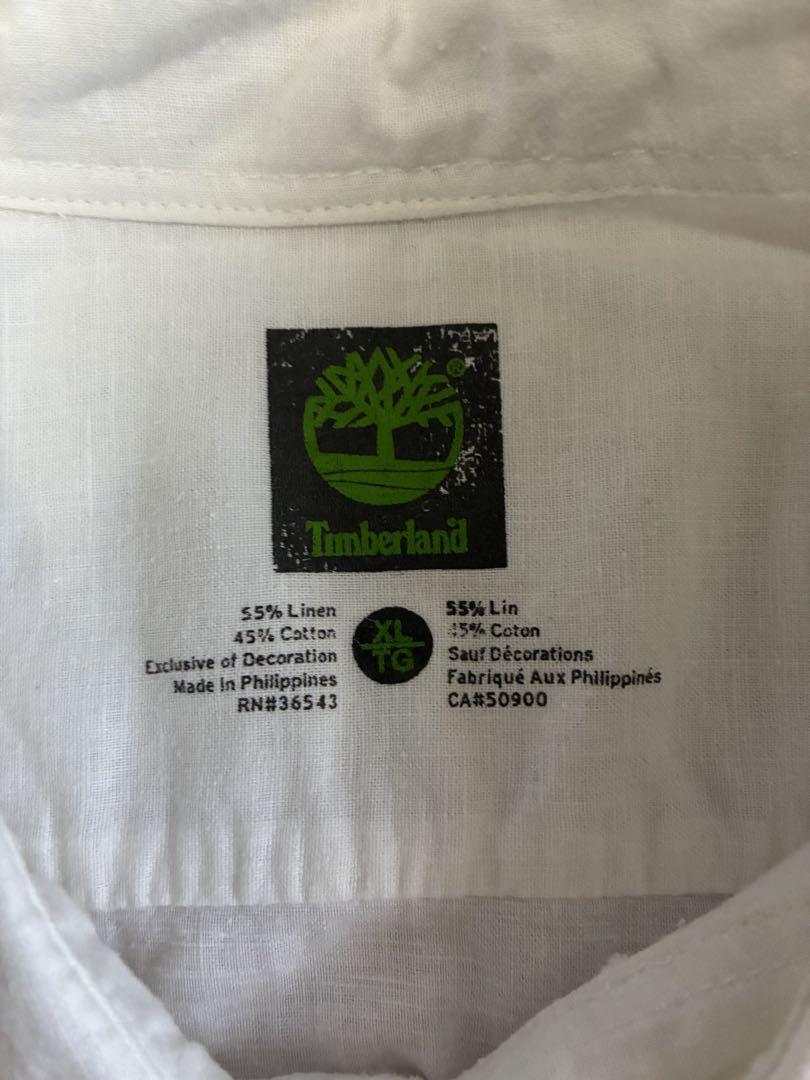 ®
Timberland
55% Linen
45% Cotton
Exclusive of Decoration
Made In Philippines
RN#36543
XL
TG
55% Lin
45% Coton
Sauf Décorations
Fabriqué Aux Philippinés
CA#50900